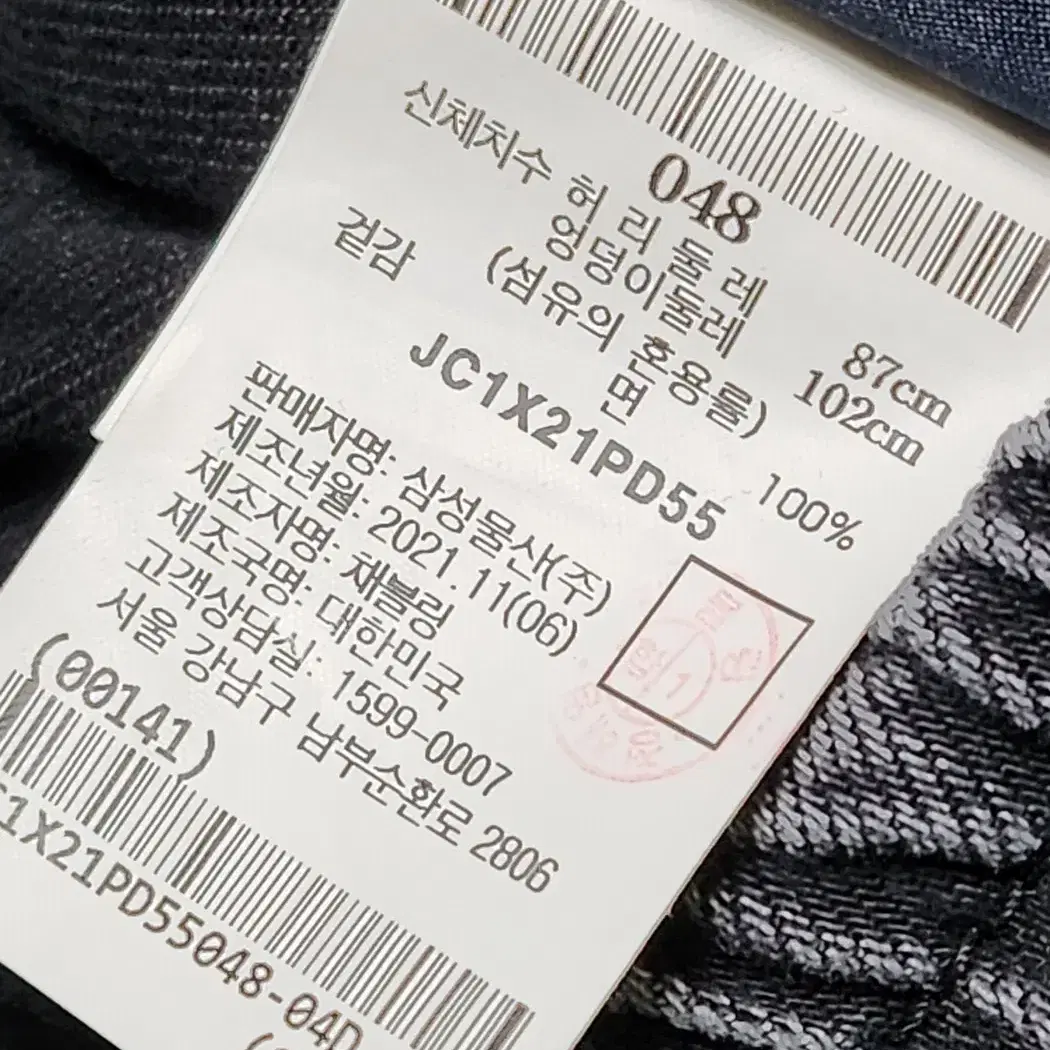 048
신체치수 허 리 둘 레 87cm
엉덩이둘레 102cm
(섬유의 혼용률)
겉감 면 100%
JC1X21PD55
판매자명: 삼성물산(주)
제조년월: 2021.11(06)
제조자명: 채블링
제조국명: 대한민국
고객상담실: 1599-0007
서울 강남구 남부순환로 2806
(00141)
1X21PD55048-04D